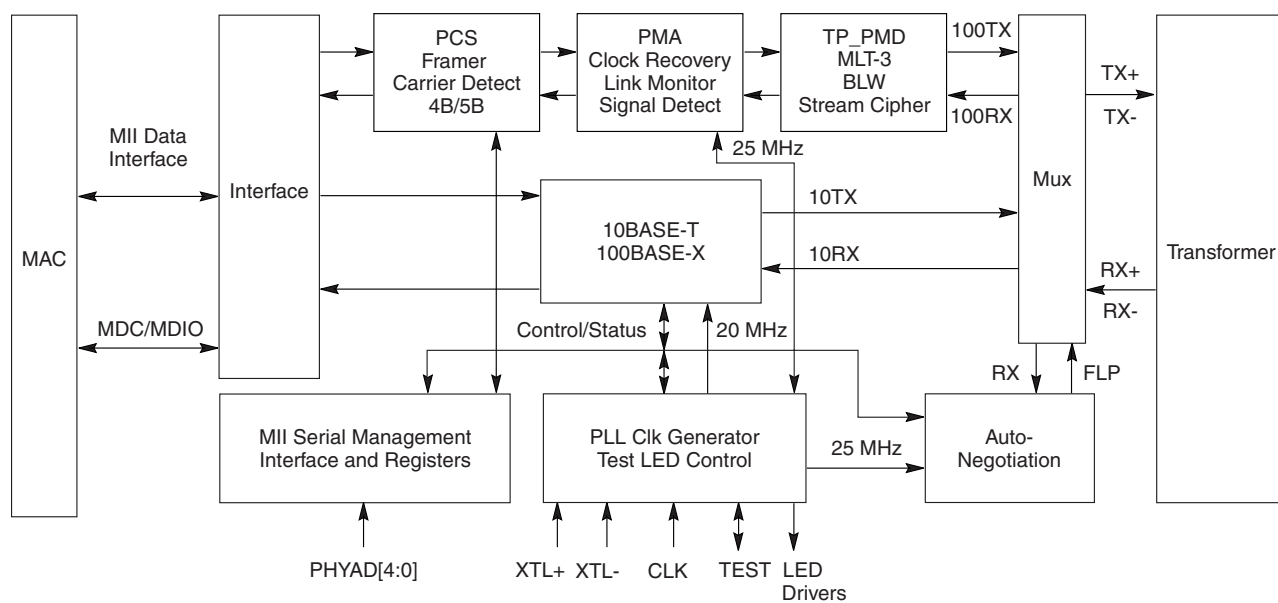 PCS
Framer
Carrier Detect
4B/5B
PMA
Clock Recovery
Link Monitor
Signal Detect
TP_PMD
MLT-3
BLW
Stream Cipher
100TX
100RX
TX+
TX-
MII Data
Interface
Interface
25 MHz
Mux
MAC
10BASE-T
100BASE-X
10TX
10RX
Transformer
RX+
RX-
MDC/MDIO
Control/Status
20 MHz
RX
FLP
MII Serial Management
Interface and Registers
PLL Clk Generator
Test LED Control
25 MHz
Auto-
Negotiation
PHYAD[4:0]
XTL+
XTL-
CLK
TEST
LED
Drivers